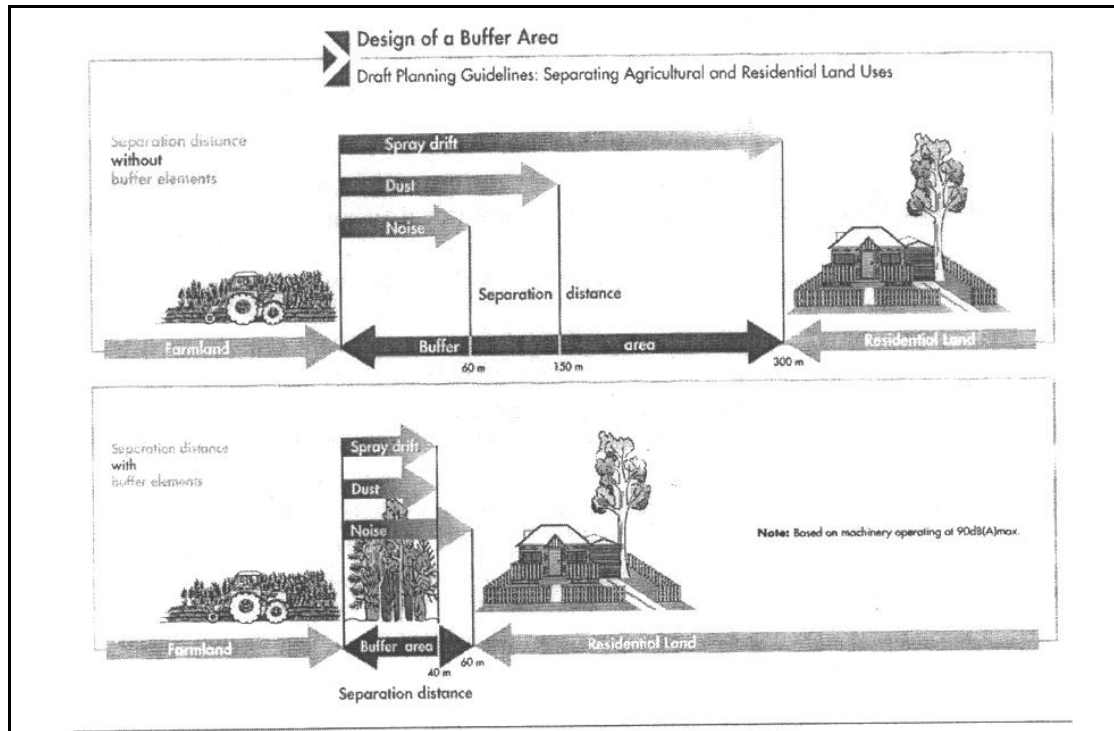 Design of a Buffer Area
Draft Planning Guidelines: Separating Agricultural and Residential Land Uses
Separation distance
without
buffer elements
Spray drift
Dust
Noise
Separation distance
Farmland
Buffer area
Residential Land
60 m
150 m
300 m
Separation distance
with
buffer elements
Spray drift
Dust
Noise
Note: Based on machinery operating at 90dB(A)max.
Farmland
Buffer area
Residential Land
40 m
60 m
Separation distance